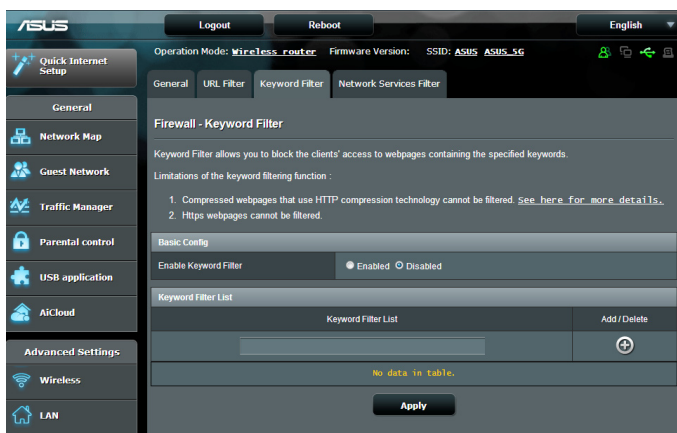 ASUS
Logout
Reboot
English
Operation Mode: Wireless router Firmware Version: SSID: ASUS ASUS_5G
Quick Internet
Setup
General
Network Map
Guest Network
Traffic Manager
Parental control
USB application
AiCloud
Advanced Settings
Wireless
LAN
General
URL Filter
Keyword Filter
Network Services Filter
Firewall - Keyword Filter
Keyword Filter allows you to block the clients' access to webpages containing the specified keywords.
Limitations of the keyword filtering function :
1. Compressed webpages that use HTTP compression technology cannot be filtered. See here for more details.
2. Https webpages cannot be filtered.
Basic Config
Enable Keyword Filter
Enabled
Disabled
Keyword Filter List
Keyword Filter List
Add / Delete
No data in table.
Apply